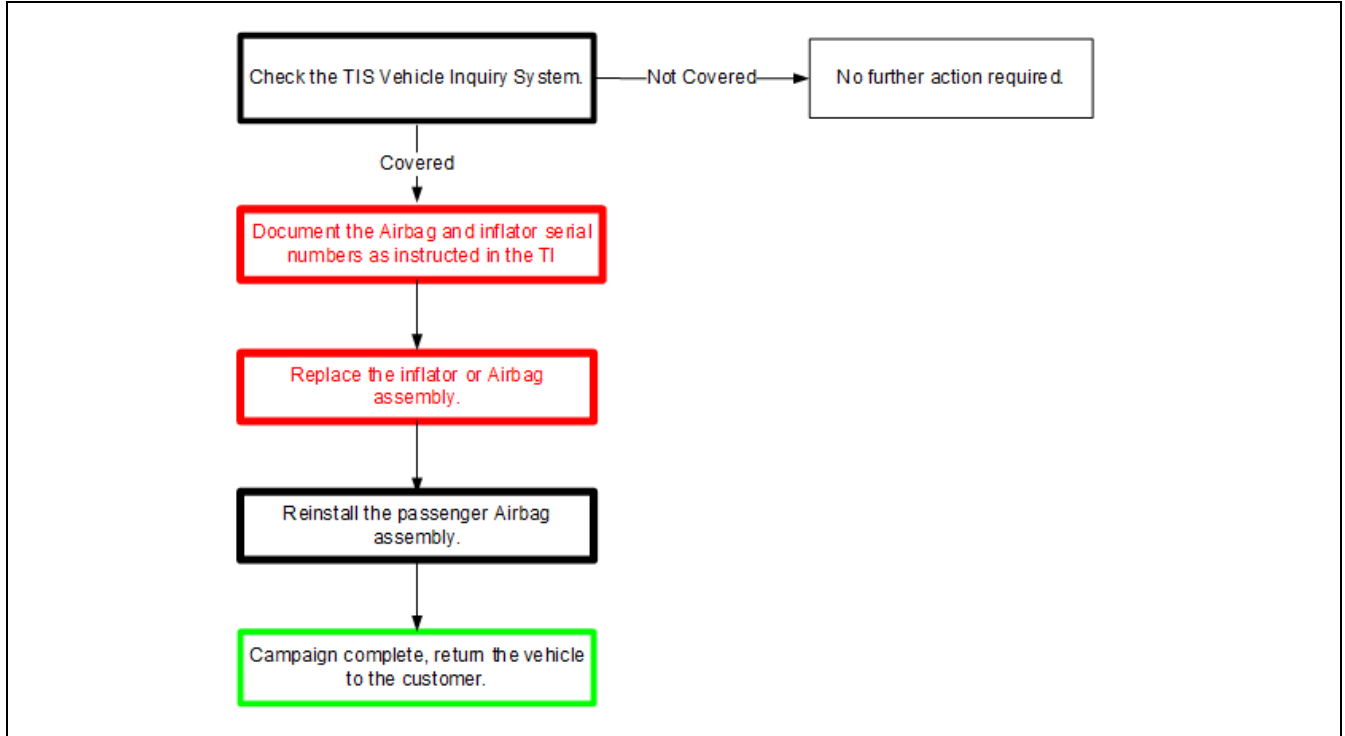 Check the TIS Vehicle Inquiry System.
Not Covered
No further action required.
Covered
Document the Airbag and inflator serial
numbers as instructed in the TI
Replace the inflator or Airbag
assembly.
Reinstall the passenger Airbag
assembly.
Campaign complete, return the vehicle
to the customer.